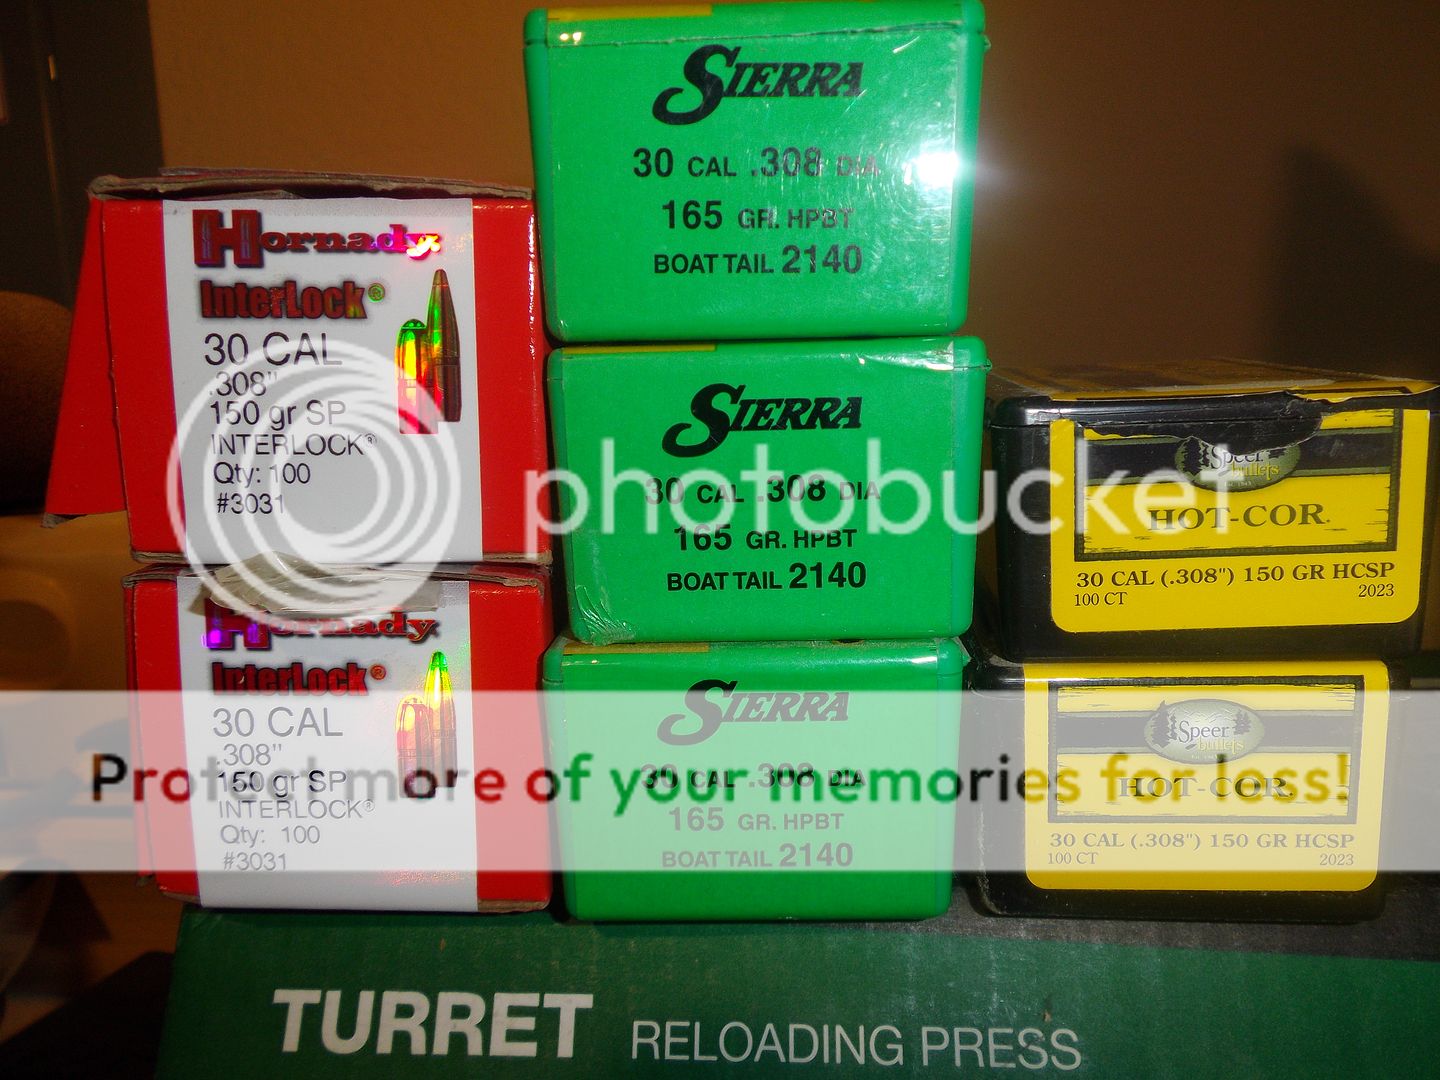 Hornady
InterLock®
30 CAL
.308"
150 gr SP
INTERLOCK®
Qty: 100
#3031
Hornady
InterLock®
30 CAL
.308"
150 gr SP
INTERLOCK®
Qty: 100
#3031
SIERRA
30 CAL .308 DIA
165 GR. HPBT
BOAT TAIL 2140
SIERRA
30 CAL .308 DIA
165 GR. HPBT
BOAT TAIL 2140
SIERRA
30 CAL .308 DIA
165 GR. HPBT
BOAT TAIL 2140
Speer
bullets
HOT-COR.
30 CAL (.308") 150 GR HCSP
100 CT 2023
Speer
bullets
HOT-COR.
30 CAL (.308") 150 GR HCSP
100 CT 2023
TURRET RELOADING PRESS
photobucket
Protect more of your memories for less!